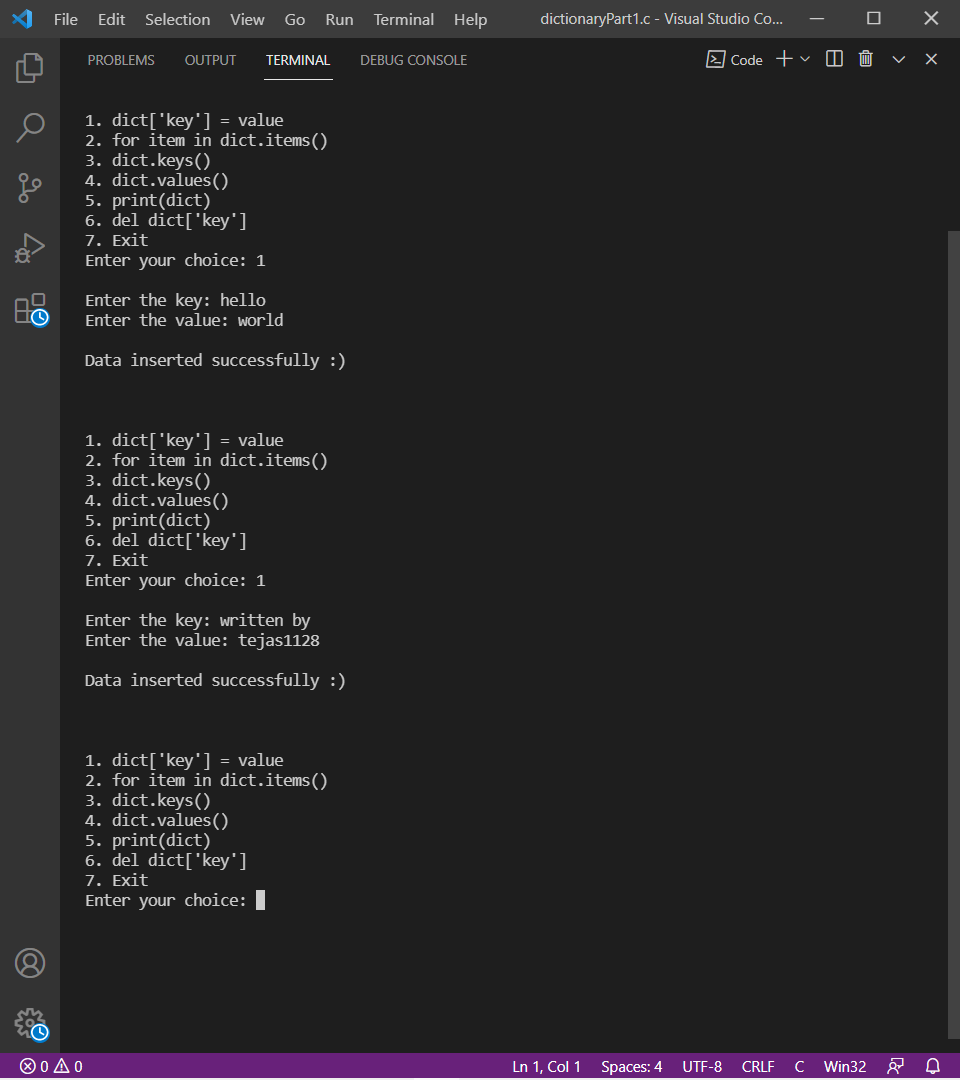 File Edit Selection View Go Run Terminal Help dictionaryPart1.c - Visual Studio Co...
PROBLEMS OUTPUT TERMINAL DEBUG CONSOLE Code
1. dict['key'] = value
2. for item in dict.items()
3. dict.keys()
4. dict.values()
5. print(dict)
6. del dict['key']
7. Exit
Enter your choice: 1
Enter the key: hello
Enter the value: world
Data inserted successfully :)
1. dict['key'] = value
2. for item in dict.items()
3. dict.keys()
4. dict.values()
5. print(dict)
6. del dict['key']
7. Exit
Enter your choice: 1
Enter the key: written by
Enter the value: tejas1128
Data inserted successfully :)
1. dict['key'] = value
2. for item in dict.items()
3. dict.keys()
4. dict.values()
5. print(dict)
6. del dict['key']
7. Exit
Enter your choice:
0 0 Ln 1, Col 1 Spaces: 4 UTF-8 CRLF C Win32